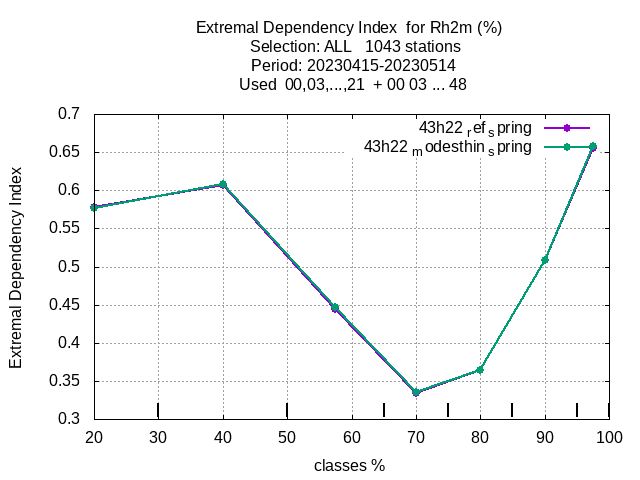 Extremal Dependency Index  for Rh2m (%)
Selection: ALL   1043 stations
Period: 20230415-20230514
Used  00,03,...,21  + 00 03 ... 48
43h22 ref spring
43h22 modesthin spring
0.7
0.65
0.6
0.55
0.5
0.45
0.4
0.35
0.3
Extremal Dependency Index
20 30 40 50 60 70 80 90 100
classes %